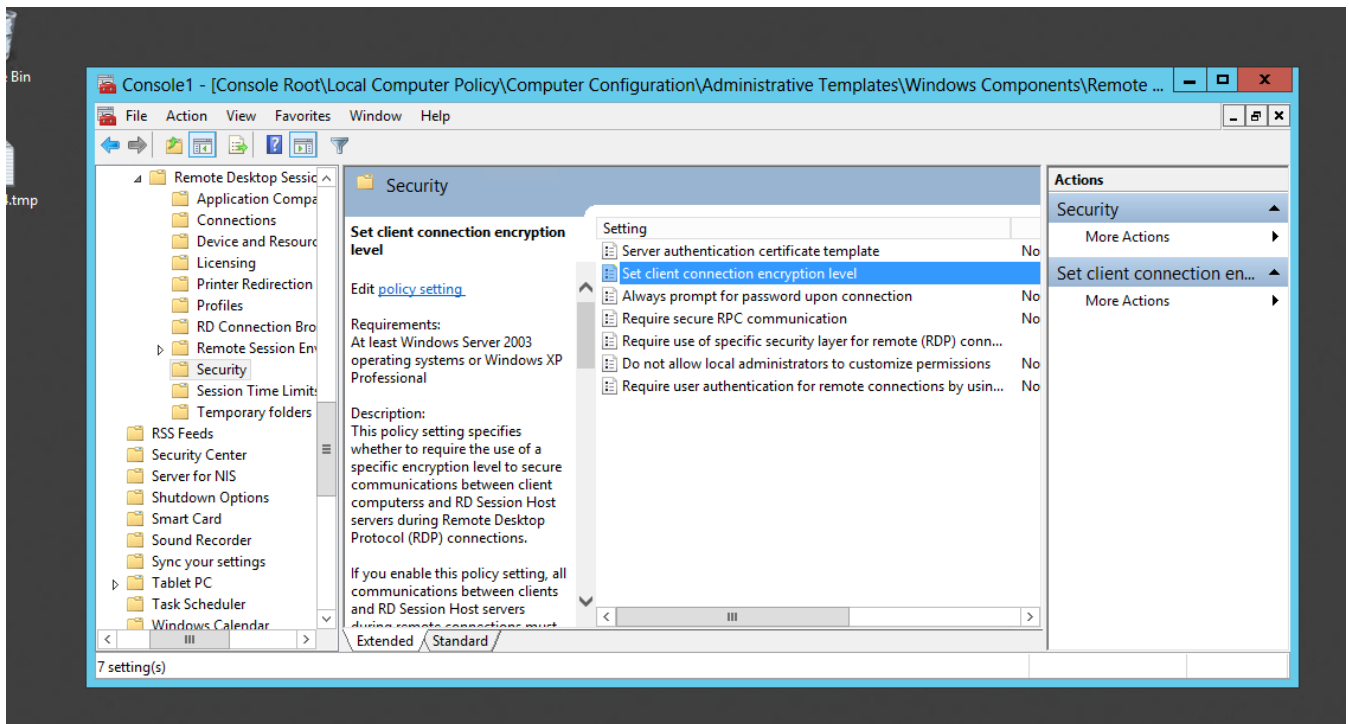 Bin
.tmp
Console1 - [Console Root\Local Computer Policy\Computer Configuration\Administrative Templates\Windows Components\Remote ...
File Action View Favorites Window Help
Remote Desktop Sessic
Application Compa
Connections
Device and Resourc
Licensing
Printer Redirection
Profiles
RD Connection Bro
Remote Session En
Security
Session Time Limit
Temporary folders
RSS Feeds
Security Center
Server for NIS
Shutdown Options
Smart Card
Sound Recorder
Sync your settings
Tablet PC
Task Scheduler
Windows Calendar
Security
Set client connection encryption
level
Edit policy setting
Requirements:
At least Windows Server 2003
operating systems or Windows XP
Professional
Description:
This policy setting specifies
whether to require the use of a
specific encryption level to secure
communications between client
computerss and RD Session Host
servers during Remote Desktop
Protocol (RDP) connections.
If you enable this policy setting, all
communications between clients
and RD Session Host servers
during remote connections must
Setting
Server authentication certificate template No
Set client connection encryption level
Always prompt for password upon connection No
Require secure RPC communication No
Require use of specific security layer for remote (RDP) conn...
Do not allow local administrators to customize permissions No
Require user authentication for remote connections by usin... No
Extended Standard
Actions
Security
More Actions
Set client connection en...
More Actions
7 setting(s)